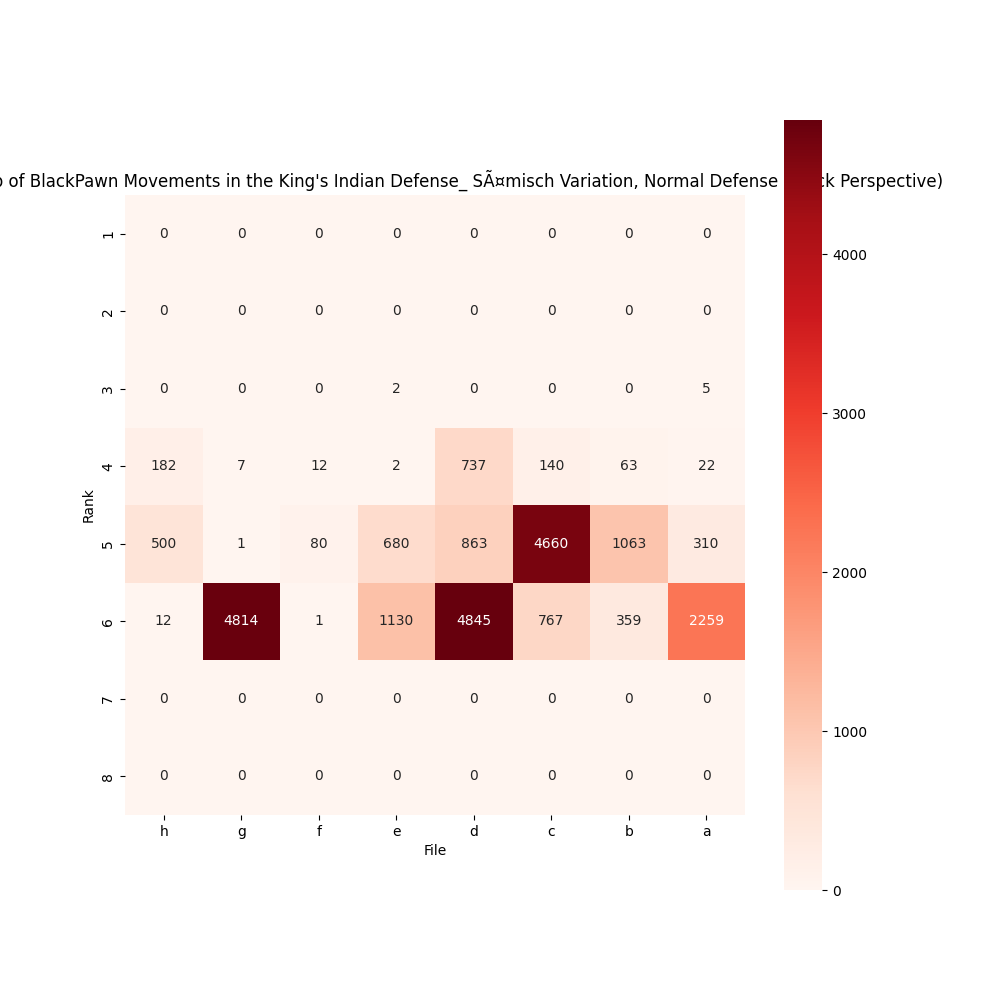 of BlackPawn Movements in the King's Indian Defense_ SÃ¤misch Variation, Normal Defense Perspective)
1 0 0 0 0 0 0 0 0
2 0 0 0 0 0 0 0 0
3 0 0 0 2 0 0 0 5
4 182 7 12 2 737 140 63 22
5 500 1 80 680 863 4660 1063 310
6 12 4814 1 1130 4845 767 359 2259
7 0 0 0 0 0 0 0 0
8 0 0 0 0 0 0 0 0
h g f e d c b a
File
Rank
4000
3000
2000
1000
0